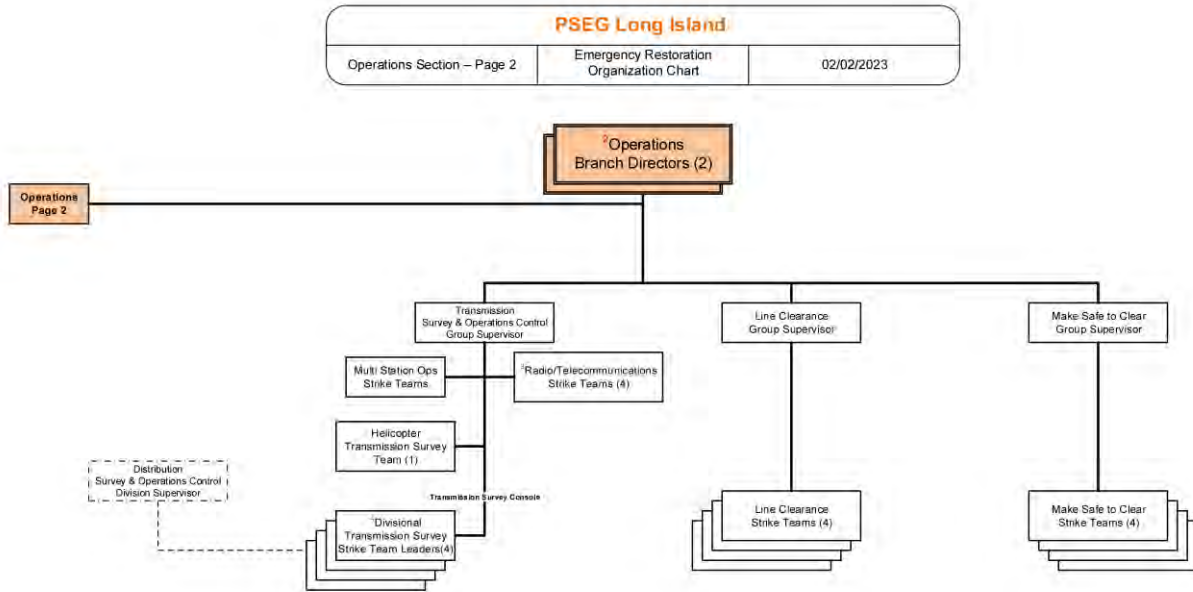 PSEG Long Island
Operations Section – Page 2
Emergency Restoration
Organization Chart
02/02/2023
Operations
Branch Directors (2)
Operations
Page 2
Transmission
Survey & Operations Control
Group Supervisor
Line Clearance
Group Supervisor
Make Safe to Clear
Group Supervisor
Multi Station Ops
Strike Teams
Radio/Telecommunications
Strike Teams (4)
Helicopter
Transmission Survey
Team (1)
Distribution
Survey & Operations Control
Division Supervisor
Transmission Survey Console
Divisional
Transmission Survey
Strike Team Leaders(4)
Line Clearance
Strike Teams (4)
Make Safe to Clear
Strike Teams (4)